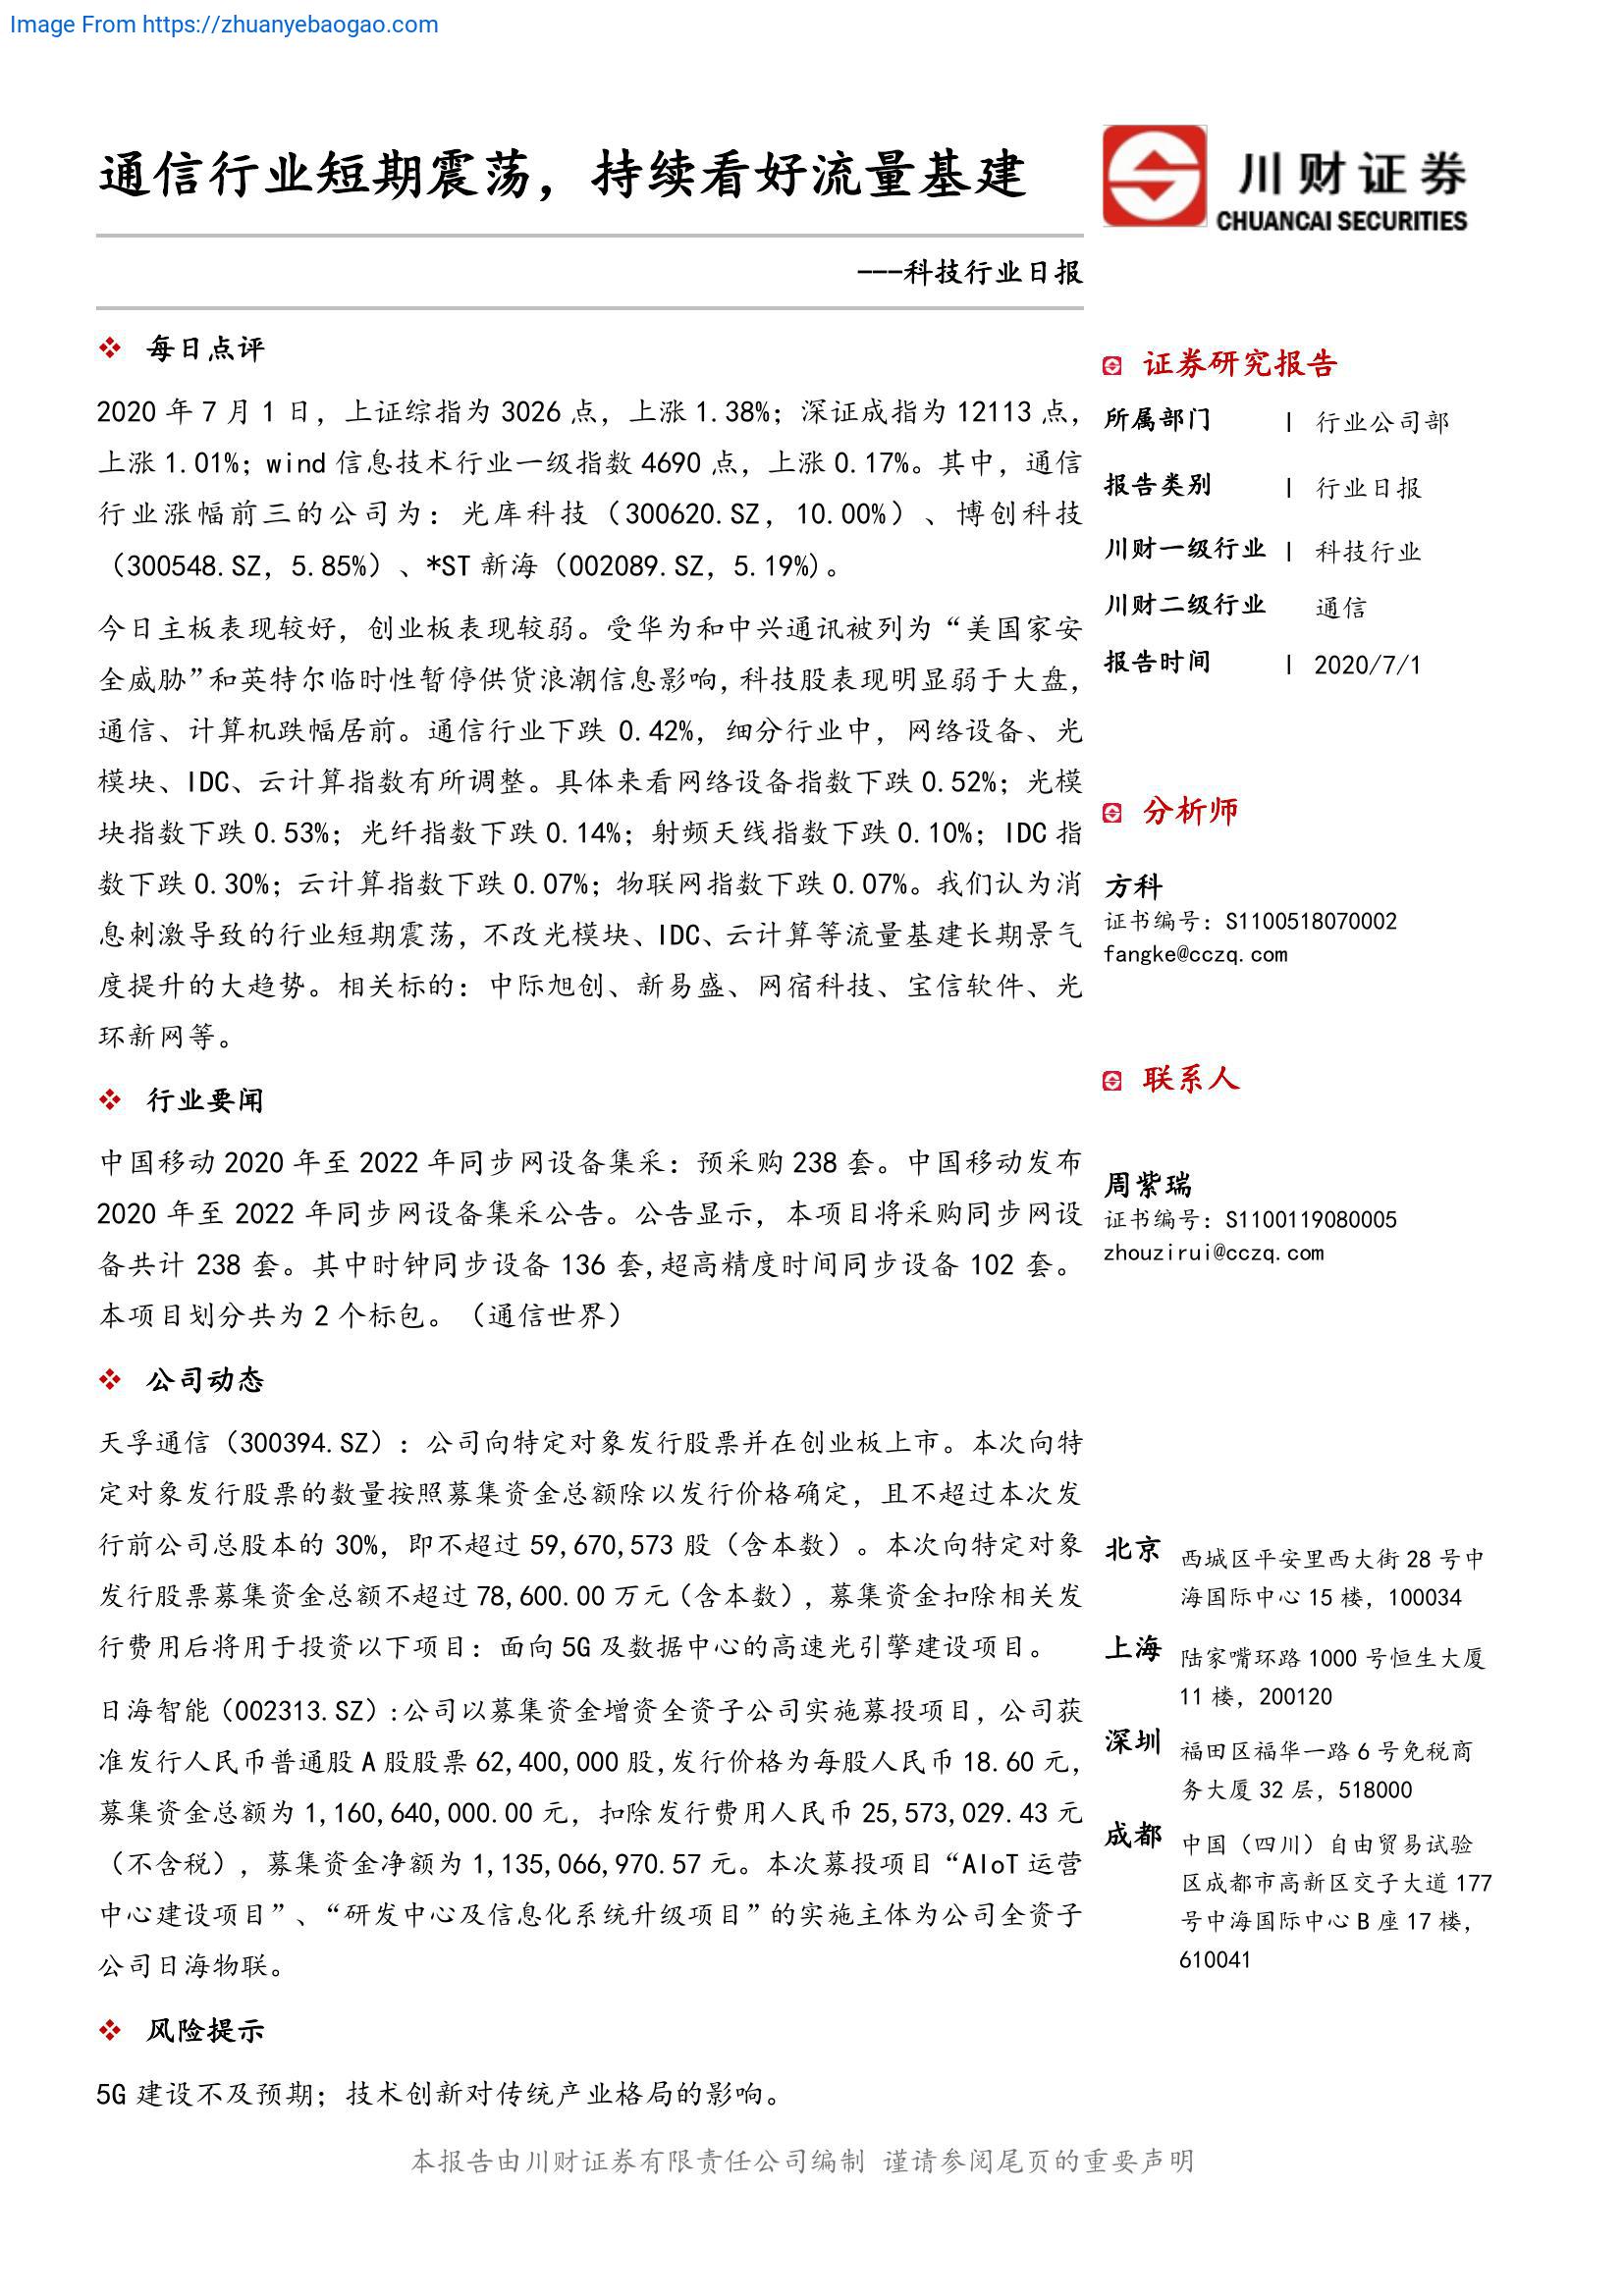 Image From https://zhuanyebaogao.com
通信行业短期震荡，持续看好流量基建
川财证券
CHUANCAI SECURITIES
---科技行业日报
❖ 每日点评
2020 年 7 月 1 日，上证综指为 3026 点，上涨 1.38%；深证成指为 12113 点，
上涨 1.01%；wind 信息技术行业一级指数 4690 点，上涨 0.17%。其中，通信
行业涨幅前三的公司为：光库科技（300620.SZ，10.00%）、博创科技
（300548.SZ，5.85%）、*ST 新海（002089.SZ，5.19%)。
今日主板表现较好，创业板表现较弱。受华为和中兴通讯被列为“美国家安
全威胁”和英特尔临时性暂停供货浪潮信息影响，科技股表现明显弱于大盘，
通信、计算机跌幅居前。通信行业下跌 0.42%，细分行业中，网络设备、光
模块、IDC、云计算指数有所调整。具体来看网络设备指数下跌 0.52%；光模
块指数下跌 0.53%；光纤指数下跌 0.14%；射频天线指数下跌 0.10%；IDC 指
数下跌 0.30%；云计算指数下跌 0.07%；物联网指数下跌 0.07%。我们认为消
息刺激导致的行业短期震荡，不改光模块、IDC、云计算等流量基建长期景气
度提升的大趋势。相关标的：中际旭创、新易盛、网宿科技、宝信软件、光
环新网等。
❖ 行业要闻
中国移动 2020 年至 2022 年同步网设备集采：预采购 238 套。中国移动发布
2020 年至 2022 年同步网设备集采公告。公告显示，本项目将采购同步网设
备共计 238 套。其中时钟同步设备 136 套,超高精度时间同步设备 102 套。
本项目划分共为 2 个标包。（通信世界）
❖ 公司动态
天孚通信（300394.SZ）：公司向特定对象发行股票并在创业板上市。本次向特
定对象发行股票的数量按照募集资金总额除以发行价格确定，且不超过本次发
行前公司总股本的 30%，即不超过 59,670,573 股（含本数）。本次向特定对象
发行股票募集资金总额不超过 78,600.00 万元（含本数），募集资金扣除相关发
行费用后将用于投资以下项目：面向 5G 及数据中心的高速光引擎建设项目。
日海智能（002313.SZ）:公司以募集资金增资全资子公司实施募投项目，公司获
准发行人民币普通股 A 股股票 62,400,000 股,发行价格为每股人民币 18.60 元，
募集资金总额为 1,160,640,000.00 元，扣除发行费用人民币 25,573,029.43 元
（不含税），募集资金净额为 1,135,066,970.57 元。本次募投项目“AIoT 运营
中心建设项目”、“研发中心及信息化系统升级项目”的实施主体为公司全资子
公司日海物联。
❖ 风险提示
5G 建设不及预期；技术创新对传统产业格局的影响。
证券研究报告
所属部门 | 行业公司部
报告类别 | 行业日报
川财一级行业 | 科技行业
川财二级行业 通信
报告时间 | 2020/7/1
分析师
方科
证书编号：S1100518070002
fangke@cczq.com
联系人
周紫瑞
证书编号：S1100119080005
zhouzirui@cczq.com
北京 西城区平安里西大街 28 号中
海国际中心 15 楼，100034
上海 陆家嘴环路 1000 号恒生大厦
11 楼，200120
深圳 福田区福华一路 6 号免税商
务大厦 32 层，518000
成都 中国（四川）自由贸易试验
区成都市高新区交子大道 177
号中海国际中心 B 座 17 楼，
610041
本报告由川财证券有限责任公司编制 谨请参阅尾页的重要声明